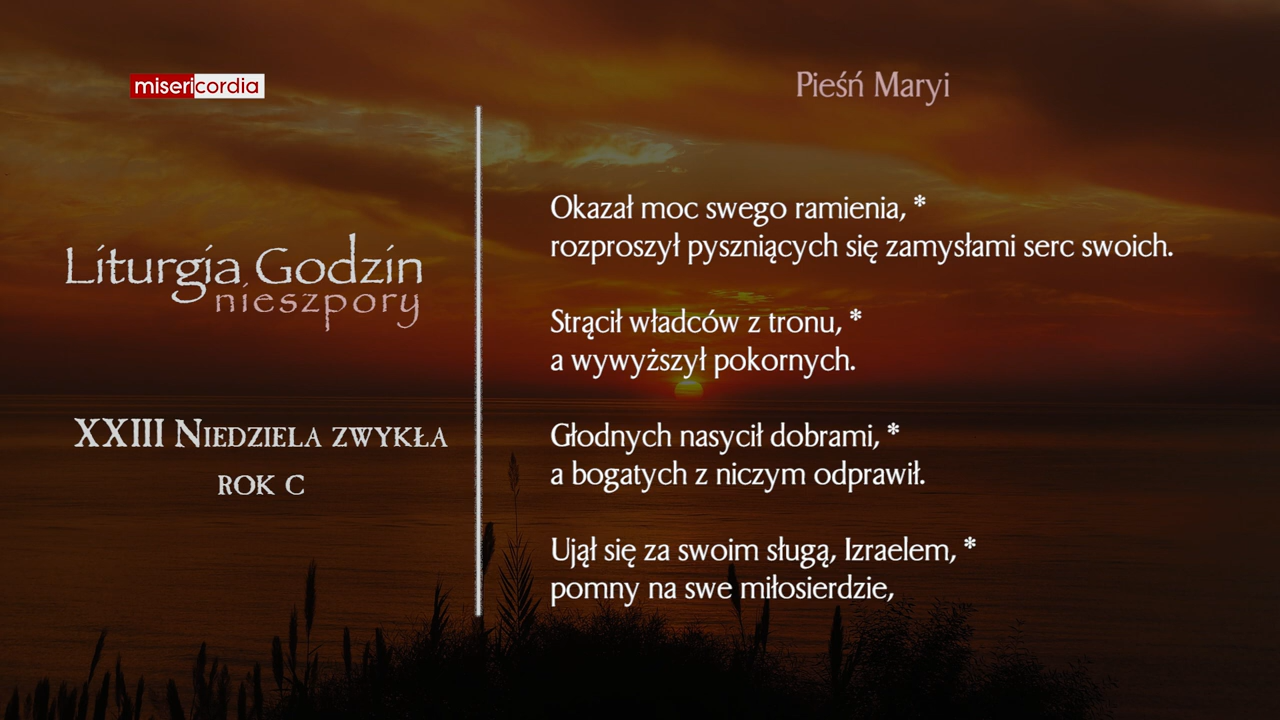 misericordia
Liturgia Godzin
nieszpory
XXIII Niedziela zwykła
rok C
Pieśń Maryi
Okazał moc swego ramienia, *
rozproszył pyszniących się zamysłami serc swoich.
Strącił władców z tronu, *
a wywyższył pokornych.
Głodnych nasycił dobrami, *
a bogatych z niczym odprawił.
Ujął się za swoim sługą, Izraelem, *
pomny na swe miłosierdzie,